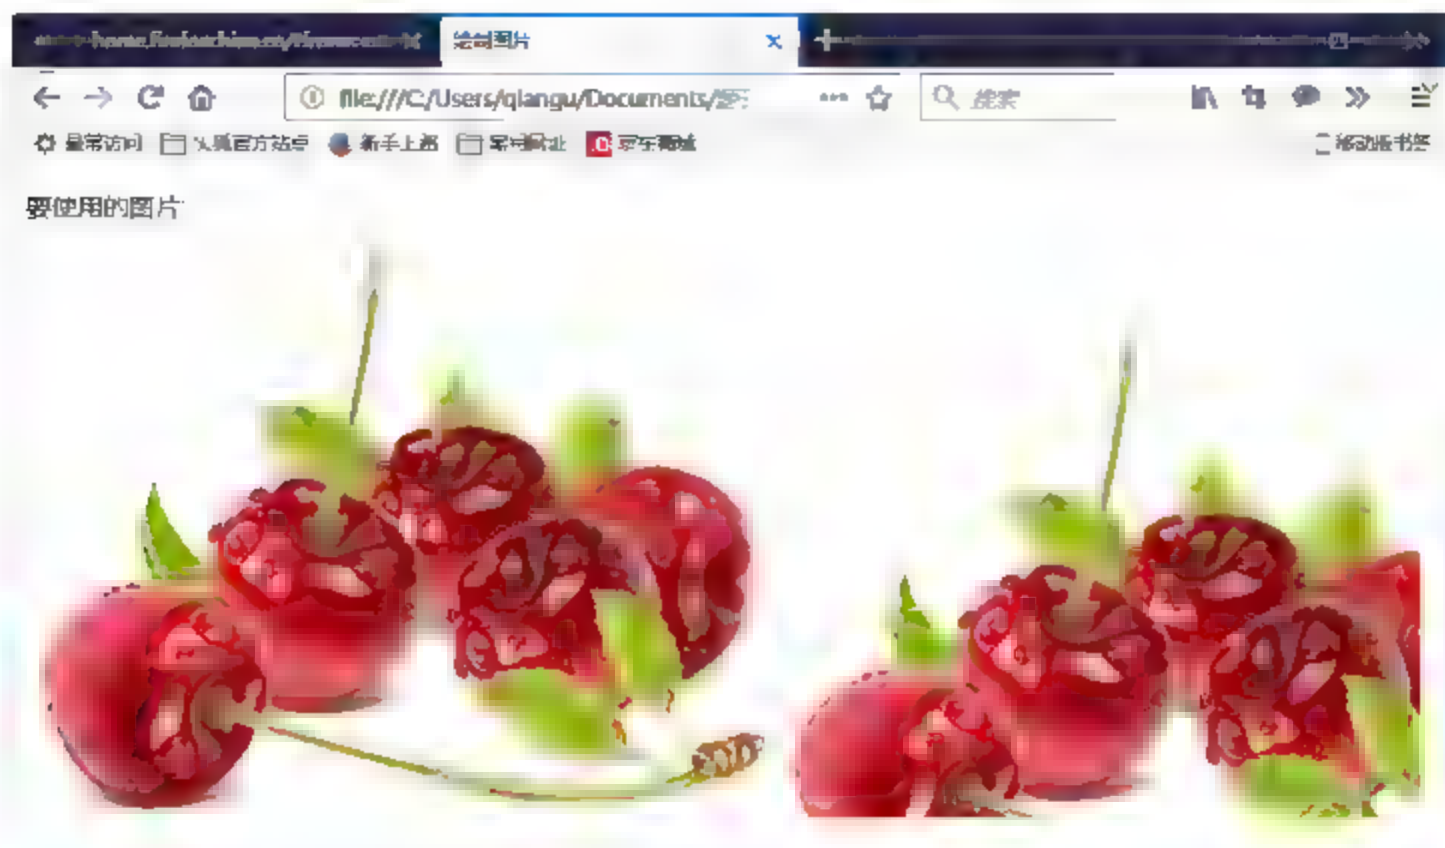 绘制图片
file:///C:/Users/qiangu/Documents/
搜索
最常访问 火狐官方站点 新手上路 常用网址 京东商城 移动版书签
要使用的图片